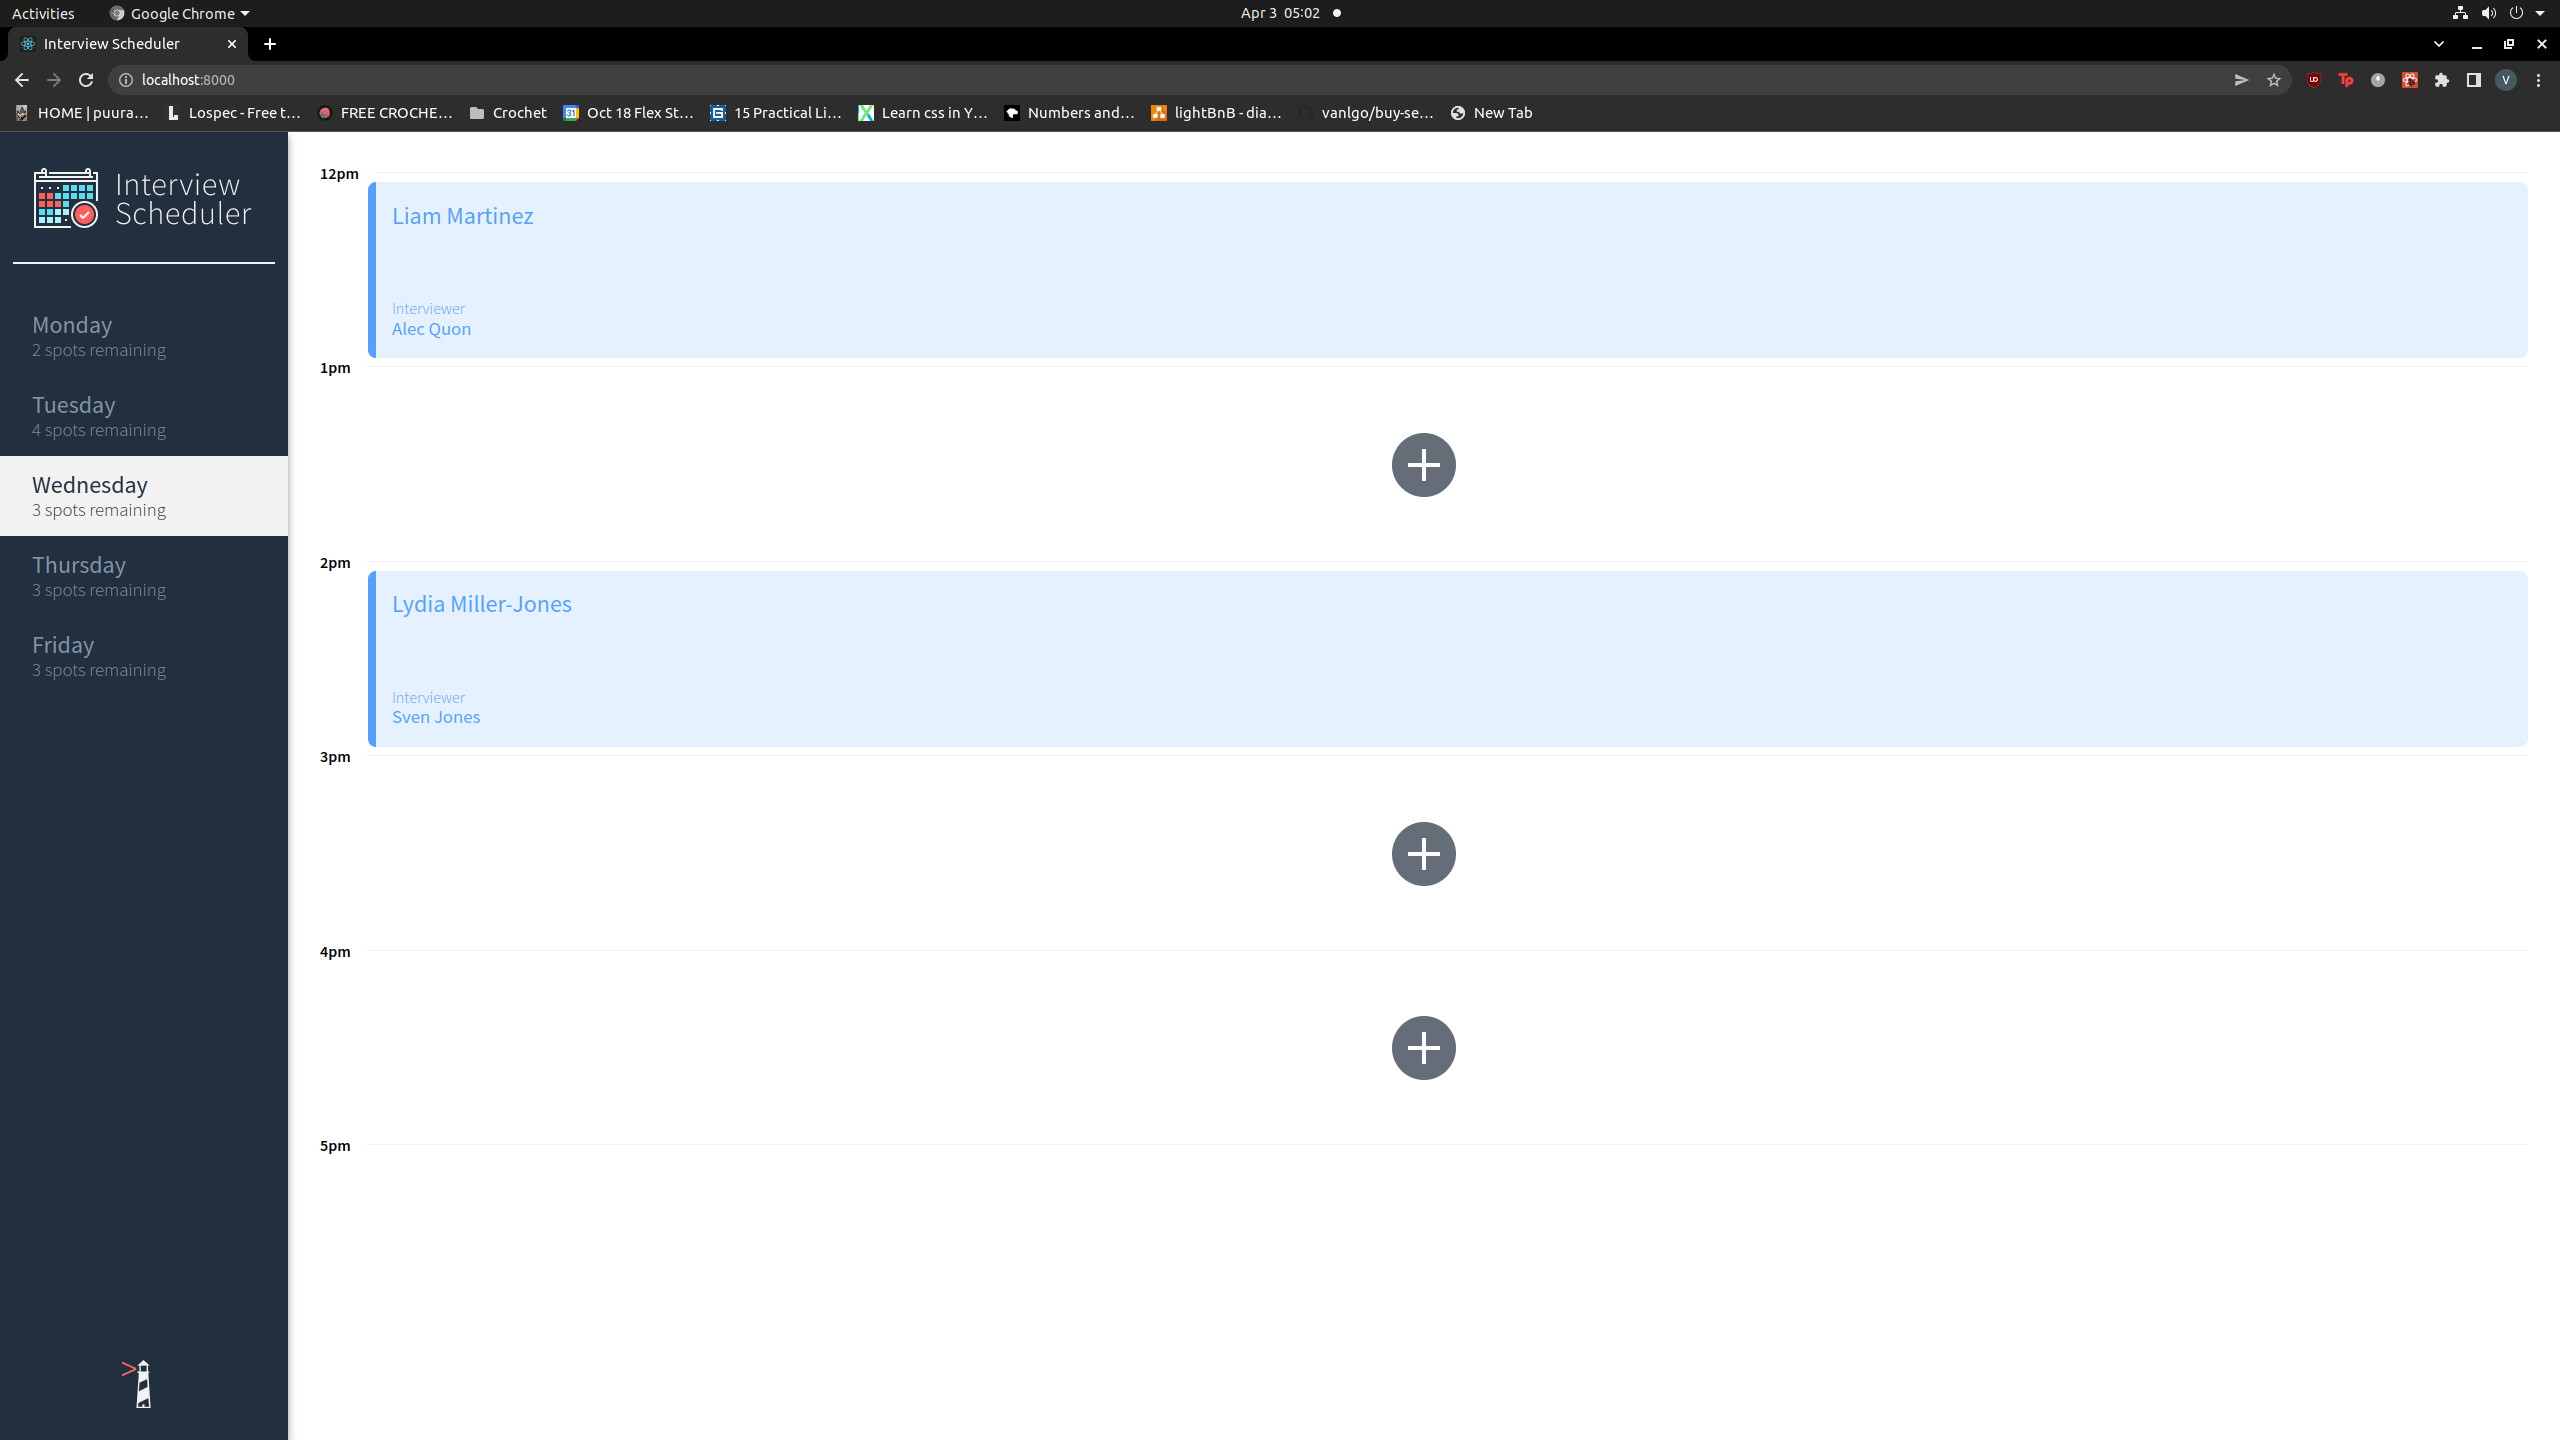 Activities
Google Chrome
Apr 3 05:02
Interview Scheduler
localhost:8000
HOME | puura…
Lospec - Free t…
FREE CROCHE…
Crochet
Oct 18 Flex St…
15 Practical Li…
Learn css in Y…
Numbers and…
lightBnB - dia…
vanlgo/buy-se…
New Tab
Interview
Scheduler
Monday
2 spots remaining
Tuesday
4 spots remaining
Wednesday
3 spots remaining
Thursday
3 spots remaining
Friday
3 spots remaining
12pm
Liam Martinez
Interviewer
Alec Quon
1pm
2pm
Lydia Miller-Jones
Interviewer
Sven Jones
3pm
4pm
5pm